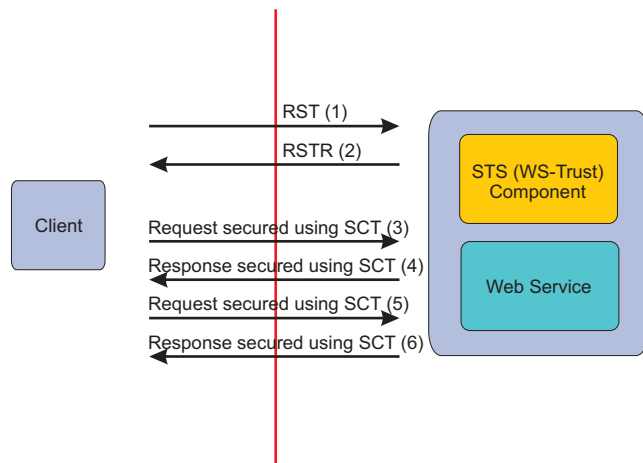 RST (1)
RSTR (2)
STS (WS-Trust)
Component
Client
Request secured using SCT (3)
Response secured using SCT (4)
Web Service
Request secured using SCT (5)
Response secured using SCT (6)